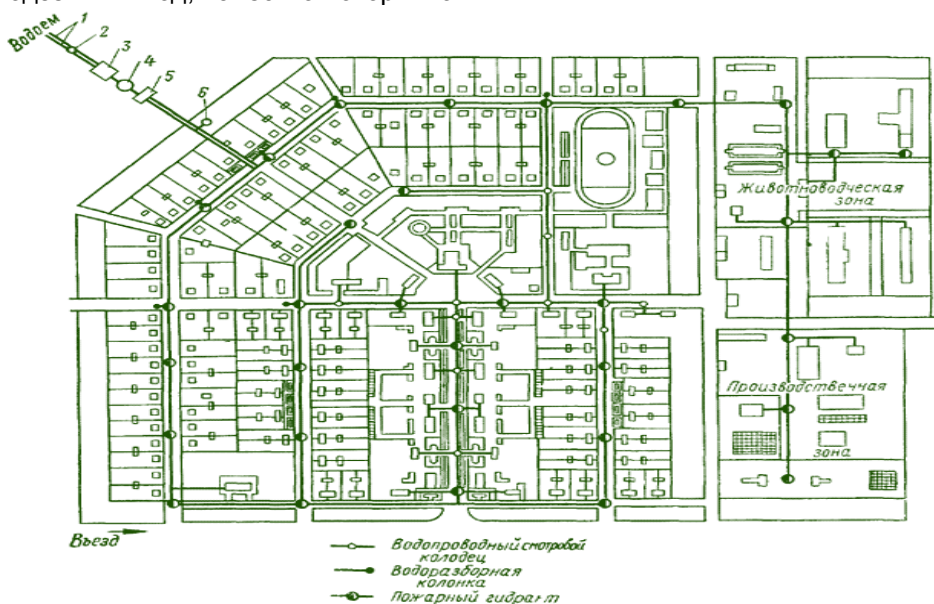 Водоем
1
2
3
4
5
6
Животноводческая
зона
Производственная
зона
Въезд
Водопроводный смотровой
колодец
Водоразборная
колонка
Пожарный гидрант